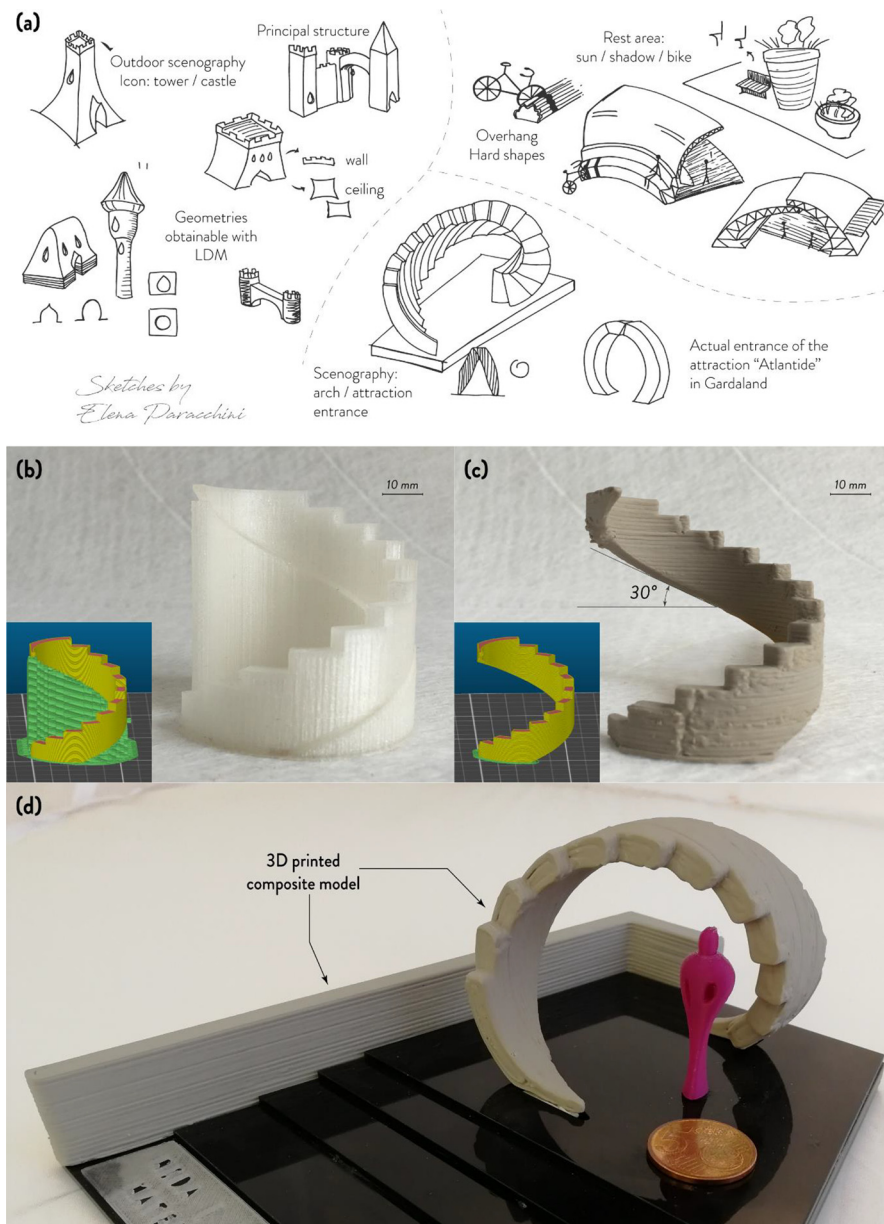 (a)
Outdoor scenography
Icon: tower / castle
Principal structure
wall
ceiling
Geometries
obtainable with
LDM
Sketches by
Elena Paracchini
Rest area:
sun / shadow / bike
Overhang
Hard shapes
Scenography:
arch / attraction
entrance
Actual entrance of the
attraction “Atlantide”
in Gardaland
(b)
10 mm
(c)
10 mm
30°
(d)
3D printed
composite model